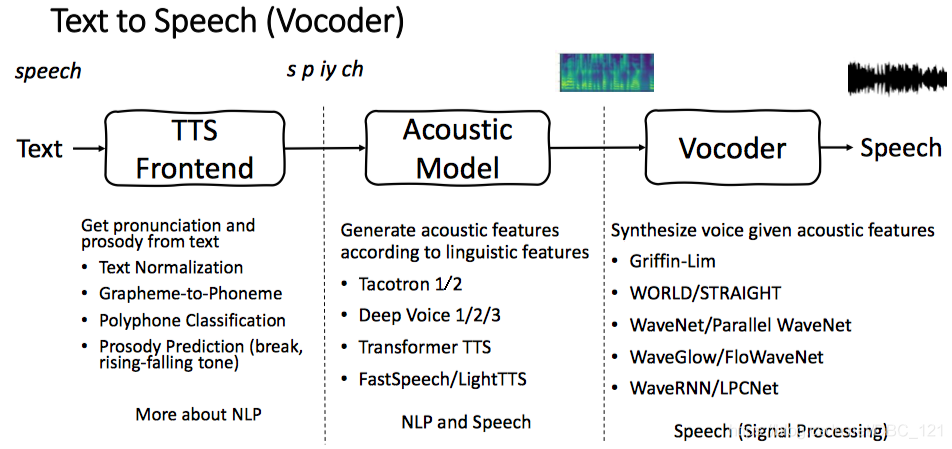 Text to Speech (Vocoder)
speech
s p iy ch
Text
TTS
Frontend
Acoustic
Model
Vocoder
Speech
Get pronunciation and
prosody from text
• Text Normalization
• Grapheme-to-Phoneme
• Polyphone Classification
• Prosody Prediction (break,
rising-falling tone)
More about NLP
Generate acoustic features
according to linguistic features
• Tacotron 1/2
• Deep Voice 1/2/3
• Transformer TTS
• FastSpeech/LightTTS
NLP and Speech
Synthesize voice given acoustic features
• Griffin-Lim
• WORLD/STRAIGHT
• WaveNet/Parallel WaveNet
• WaveGlow/FloWaveNet
• WaveRNN/LPCNet
Speech (Signal Processing)